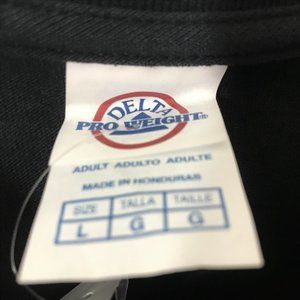 DELTA
PRO WEIGHT®
ADULT ADULTO ADULTE
MADE IN HONDURAS
SIZE TALLA TAILLE
L G G